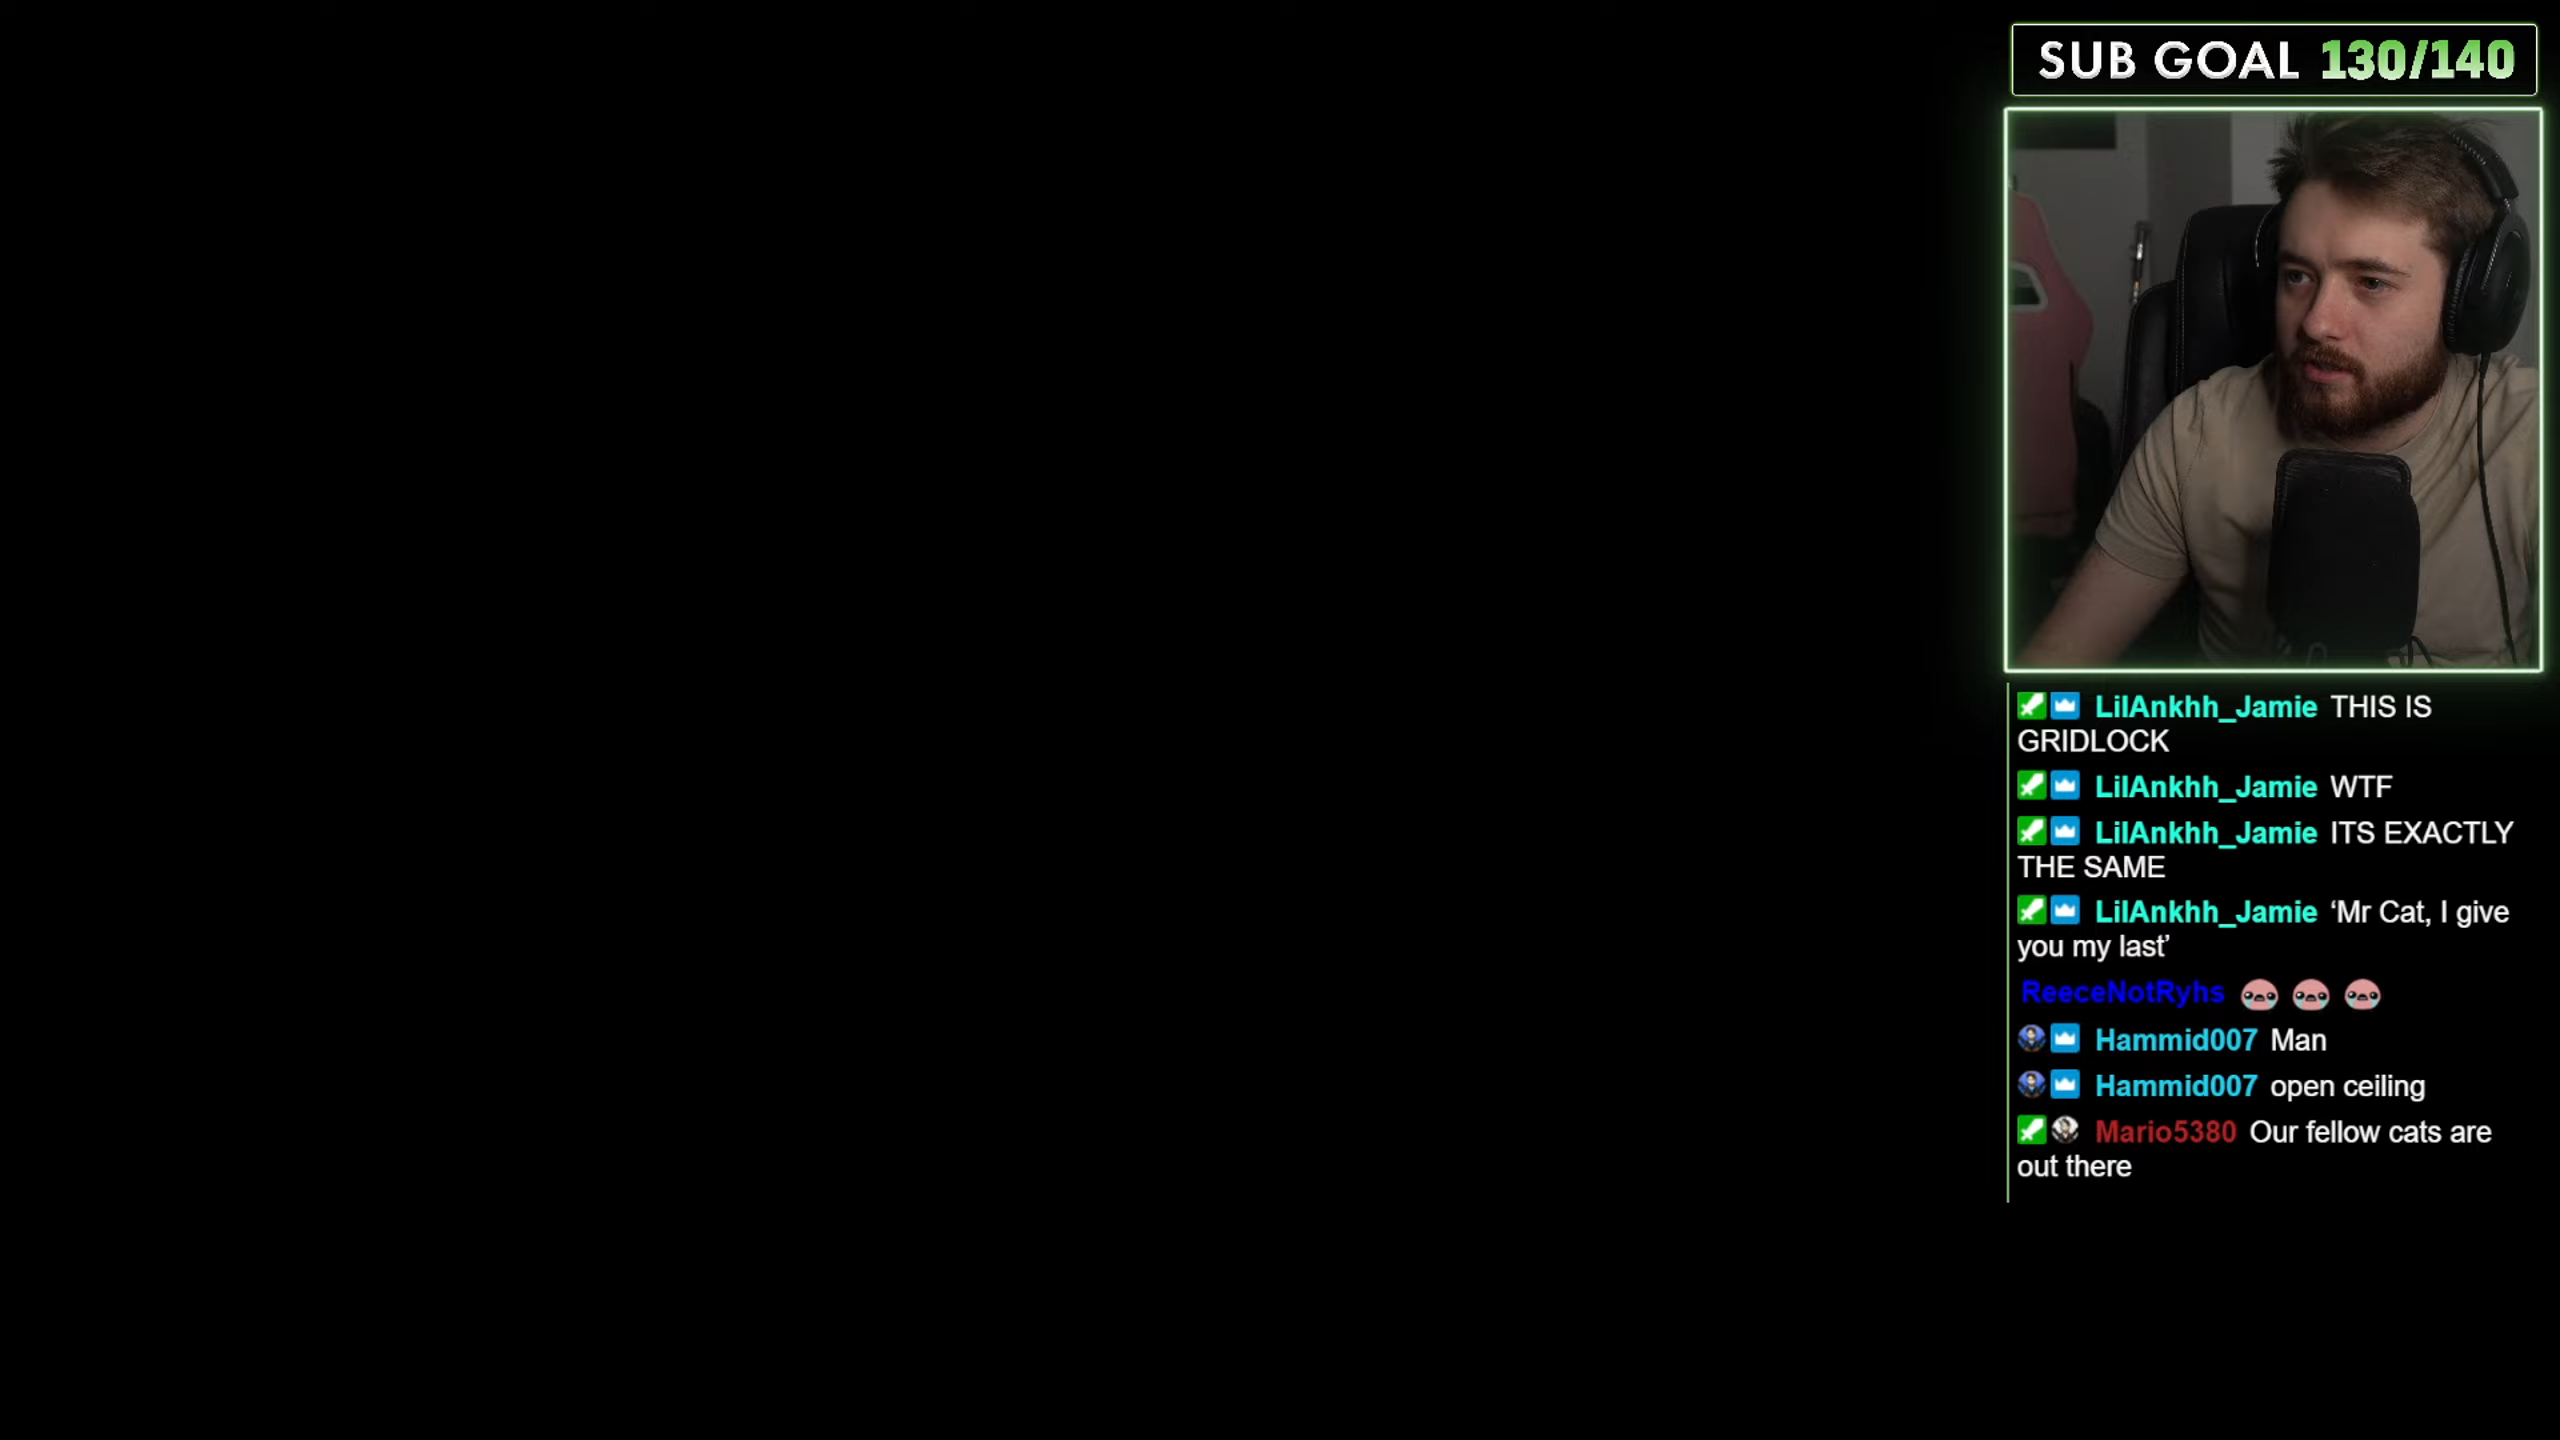 SUB GOAL 130/140
LilAnkhh_Jamie THIS IS
GRIDLOCK
LilAnkhh_Jamie WTF
LilAnkhh_Jamie ITS EXACTLY
THE SAME
LilAnkhh_Jamie ‘Mr Cat, I give
you my last’
ReeceNotRyhs
Hammid007 Man
Hammid007 open ceiling
Mario5380 Our fellow cats are
out there